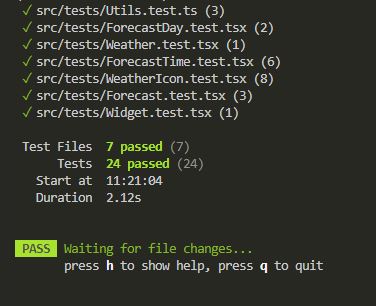 ✓ src/tests/Utils.test.ts (3)
✓ src/tests/ForecastDay.test.tsx (2)
✓ src/tests/Weather.test.tsx (1)
✓ src/tests/ForecastTime.test.tsx (6)
✓ src/tests/WeatherIcon.test.tsx (8)
✓ src/tests/Forecast.test.tsx (3)
✓ src/tests/Widget.test.tsx (1)
Test Files 7 passed (7)
Tests 24 passed (24)
Start at 11:21:04
Duration 2.12s
PASS Waiting for file changes...
press h to show help, press q to quit